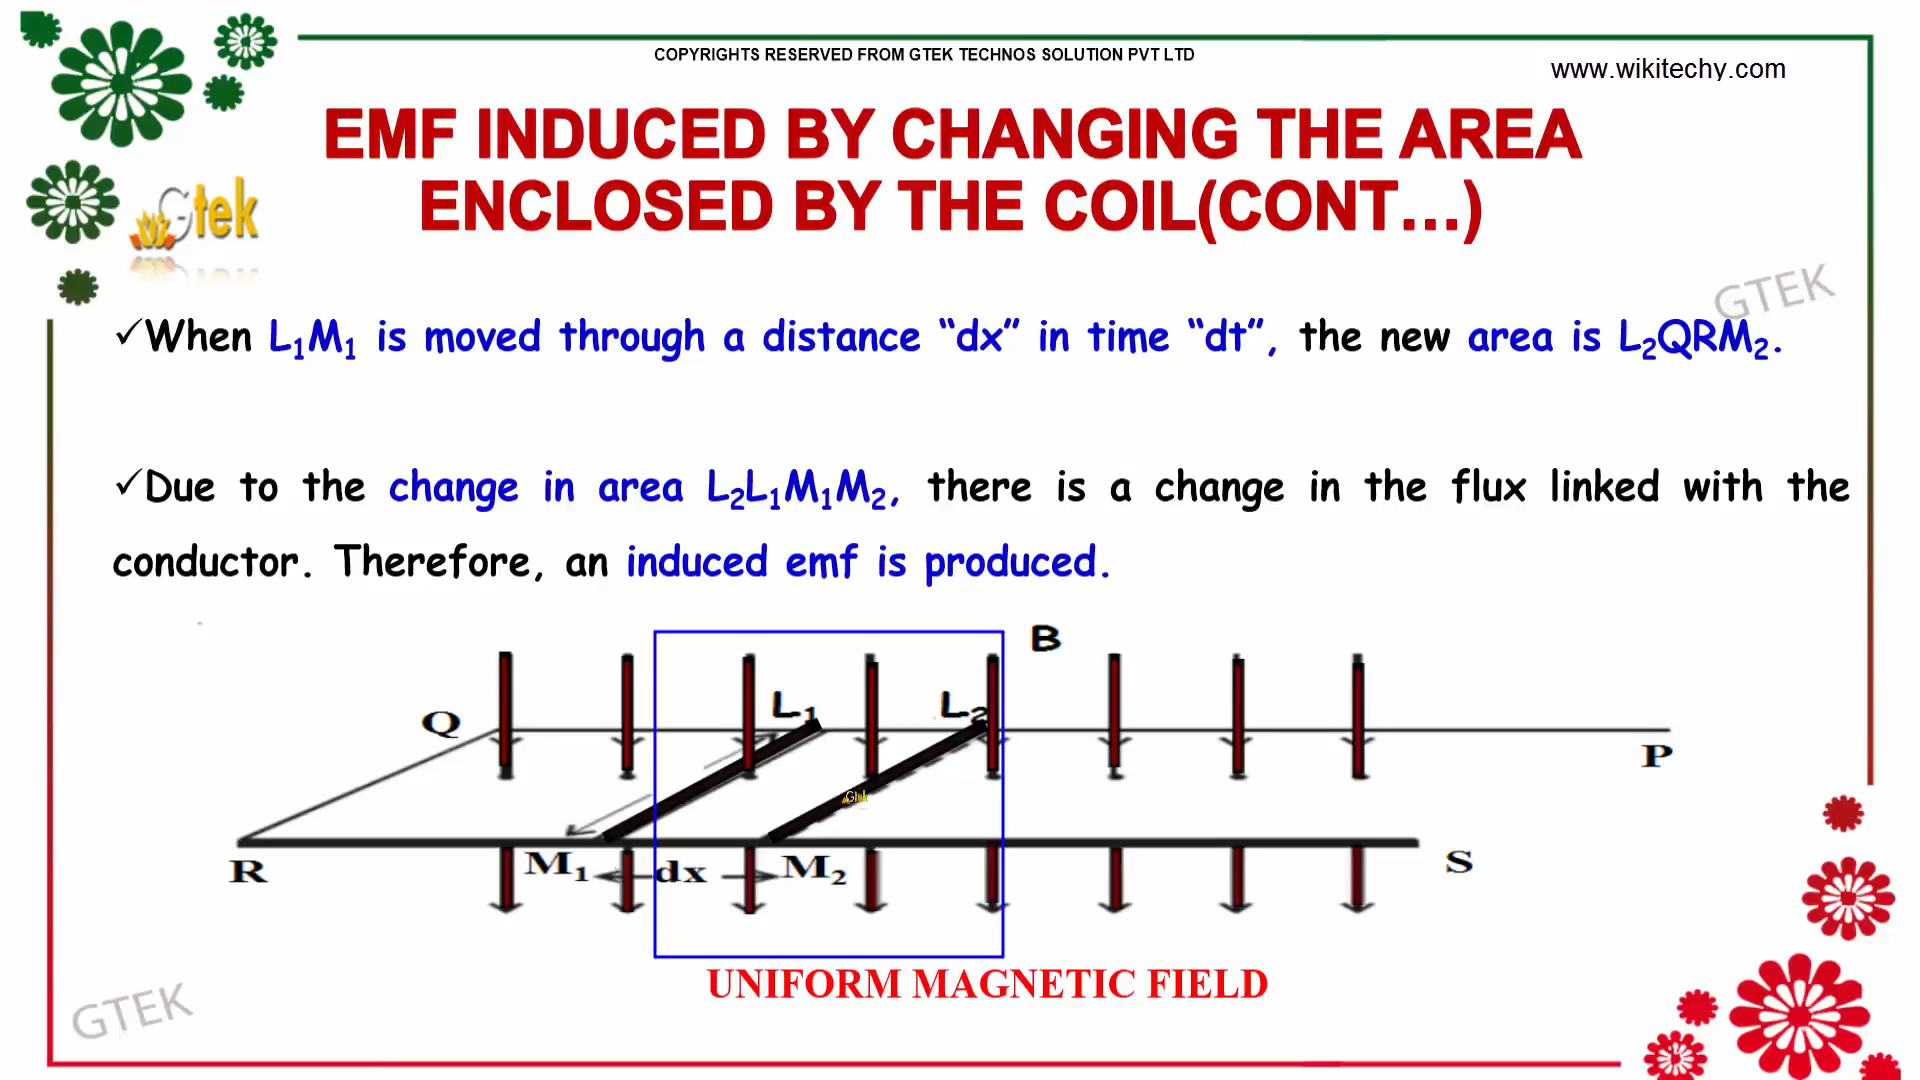 COPYRIGHTS RESERVED FROM GTEK TECHNOS SOLUTION PVT LTD
www.wikitechy.com
EMF INDUCED BY CHANGING THE AREA
ENCLOSED BY THE COIL(CONT...)
Gtek
GTEK
✓When L₁M₁ is moved through a distance “dx” in time “dt”, the new area is L₂QRM₂.
✓Due to the change in area L₂L₁M₁M₂, there is a change in the flux linked with the
conductor. Therefore, an induced emf is produced.
B
Q L₁ L₂
P
Gtek
R M₁ dx M₂ S
UNIFORM MAGNETIC FIELD
GTEK